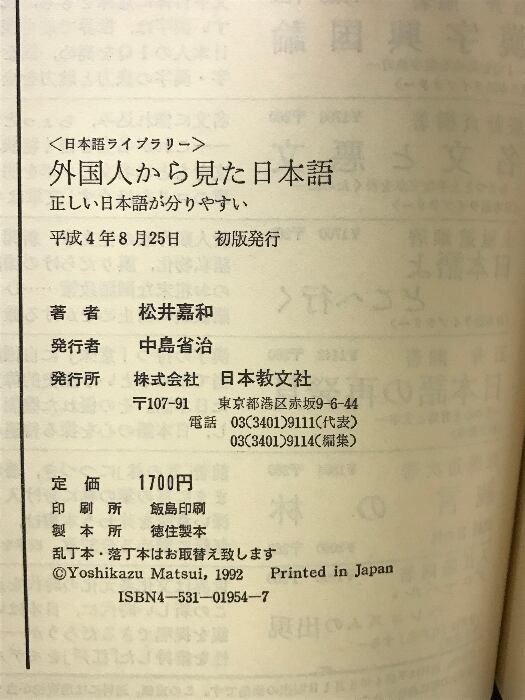 <日本語ライブラリー>
外国人から見た日本語
正しい日本語が分りやすい
平成4年8月25日 初版発行
著者 松井嘉和
発行者 中島省治
発行所 株式会社 日本教文社
〒107-91 東京都港区赤坂9-6-44
電話 03(3401)9111(代表)
03(3401)9114(編集)
定価 1700円
印刷所 飯島印刷
製本所 徳住製本
乱丁本・落丁本はお取替え致します
©Yoshikazu Matsui, 1992 Printed in Japan
ISBN4-531-01954-7